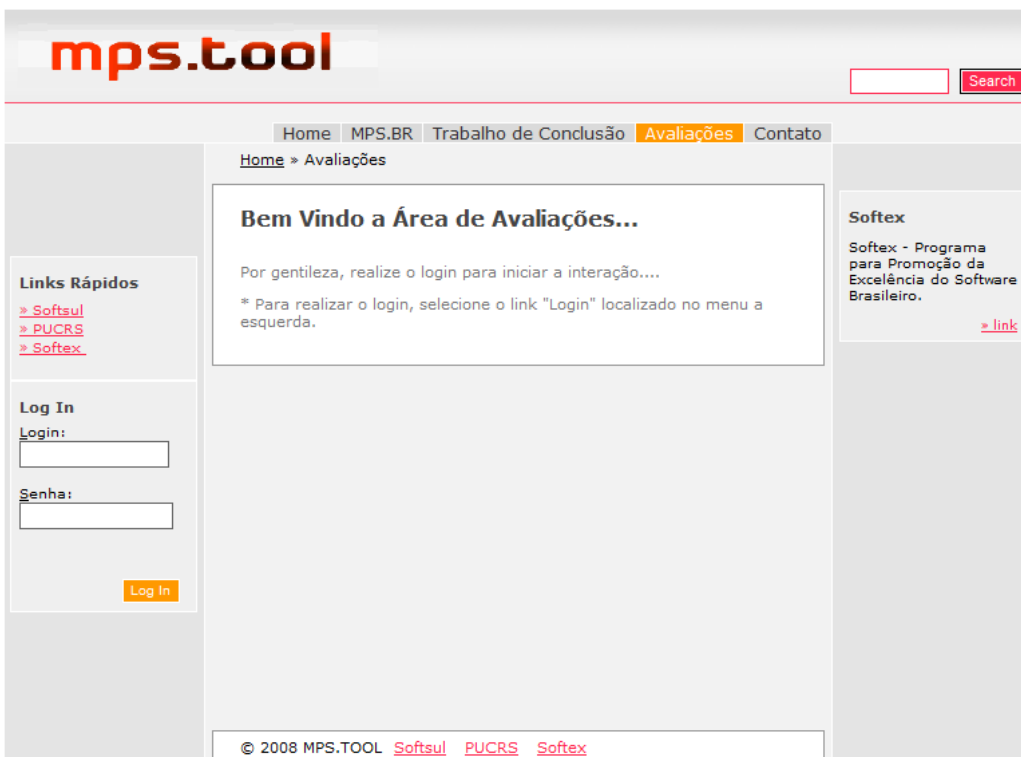 mps.tool
Search
Home MPS.BR Trabalho de Conclusão Avaliações Contato
Home » Avaliações
Links Rápidos
» Softsul
» PUCRS
» Softex
Log In
Login:
Senha:
Log In
Bem Vindo a Área de Avaliações...
Por gentileza, realize o login para iniciar a interação....
* Para realizar o login, selecione o link "Login" localizado no menu a
esquerda.
Softex
Softex - Programa
para Promoção da
Excelência do Software
Brasileiro.
» link
© 2008 MPS.TOOL Softsul PUCRS Softex